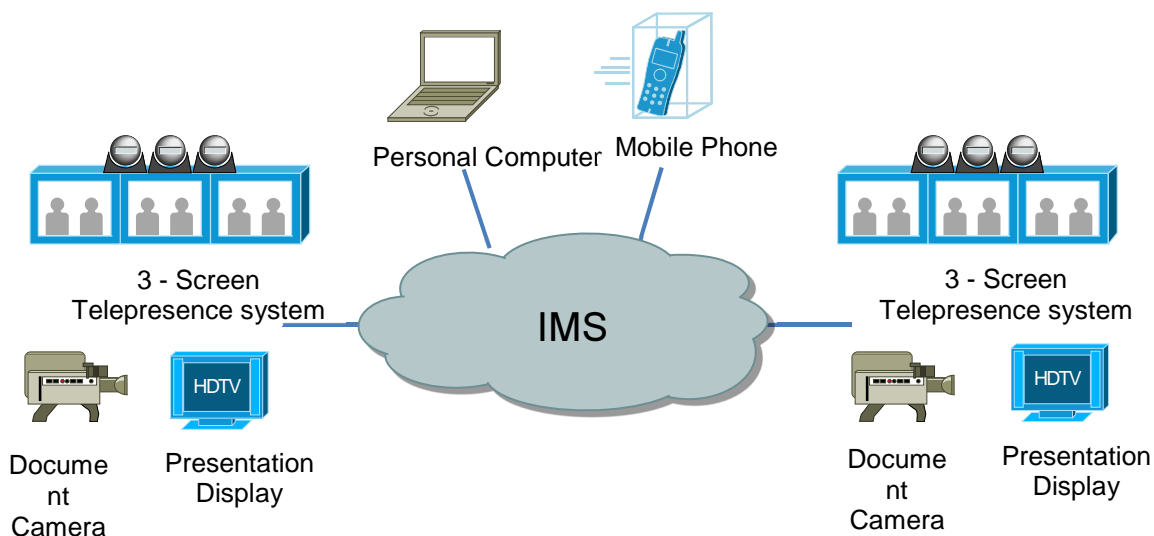 Personal Computer
Mobile Phone
3 - Screen
Telepresence system
3 - Screen
Telepresence system
IMS
HDTV
HDTV
Docume
nt
Camera
Presentation
Display
Docume
nt
Camera
Presentation
Display